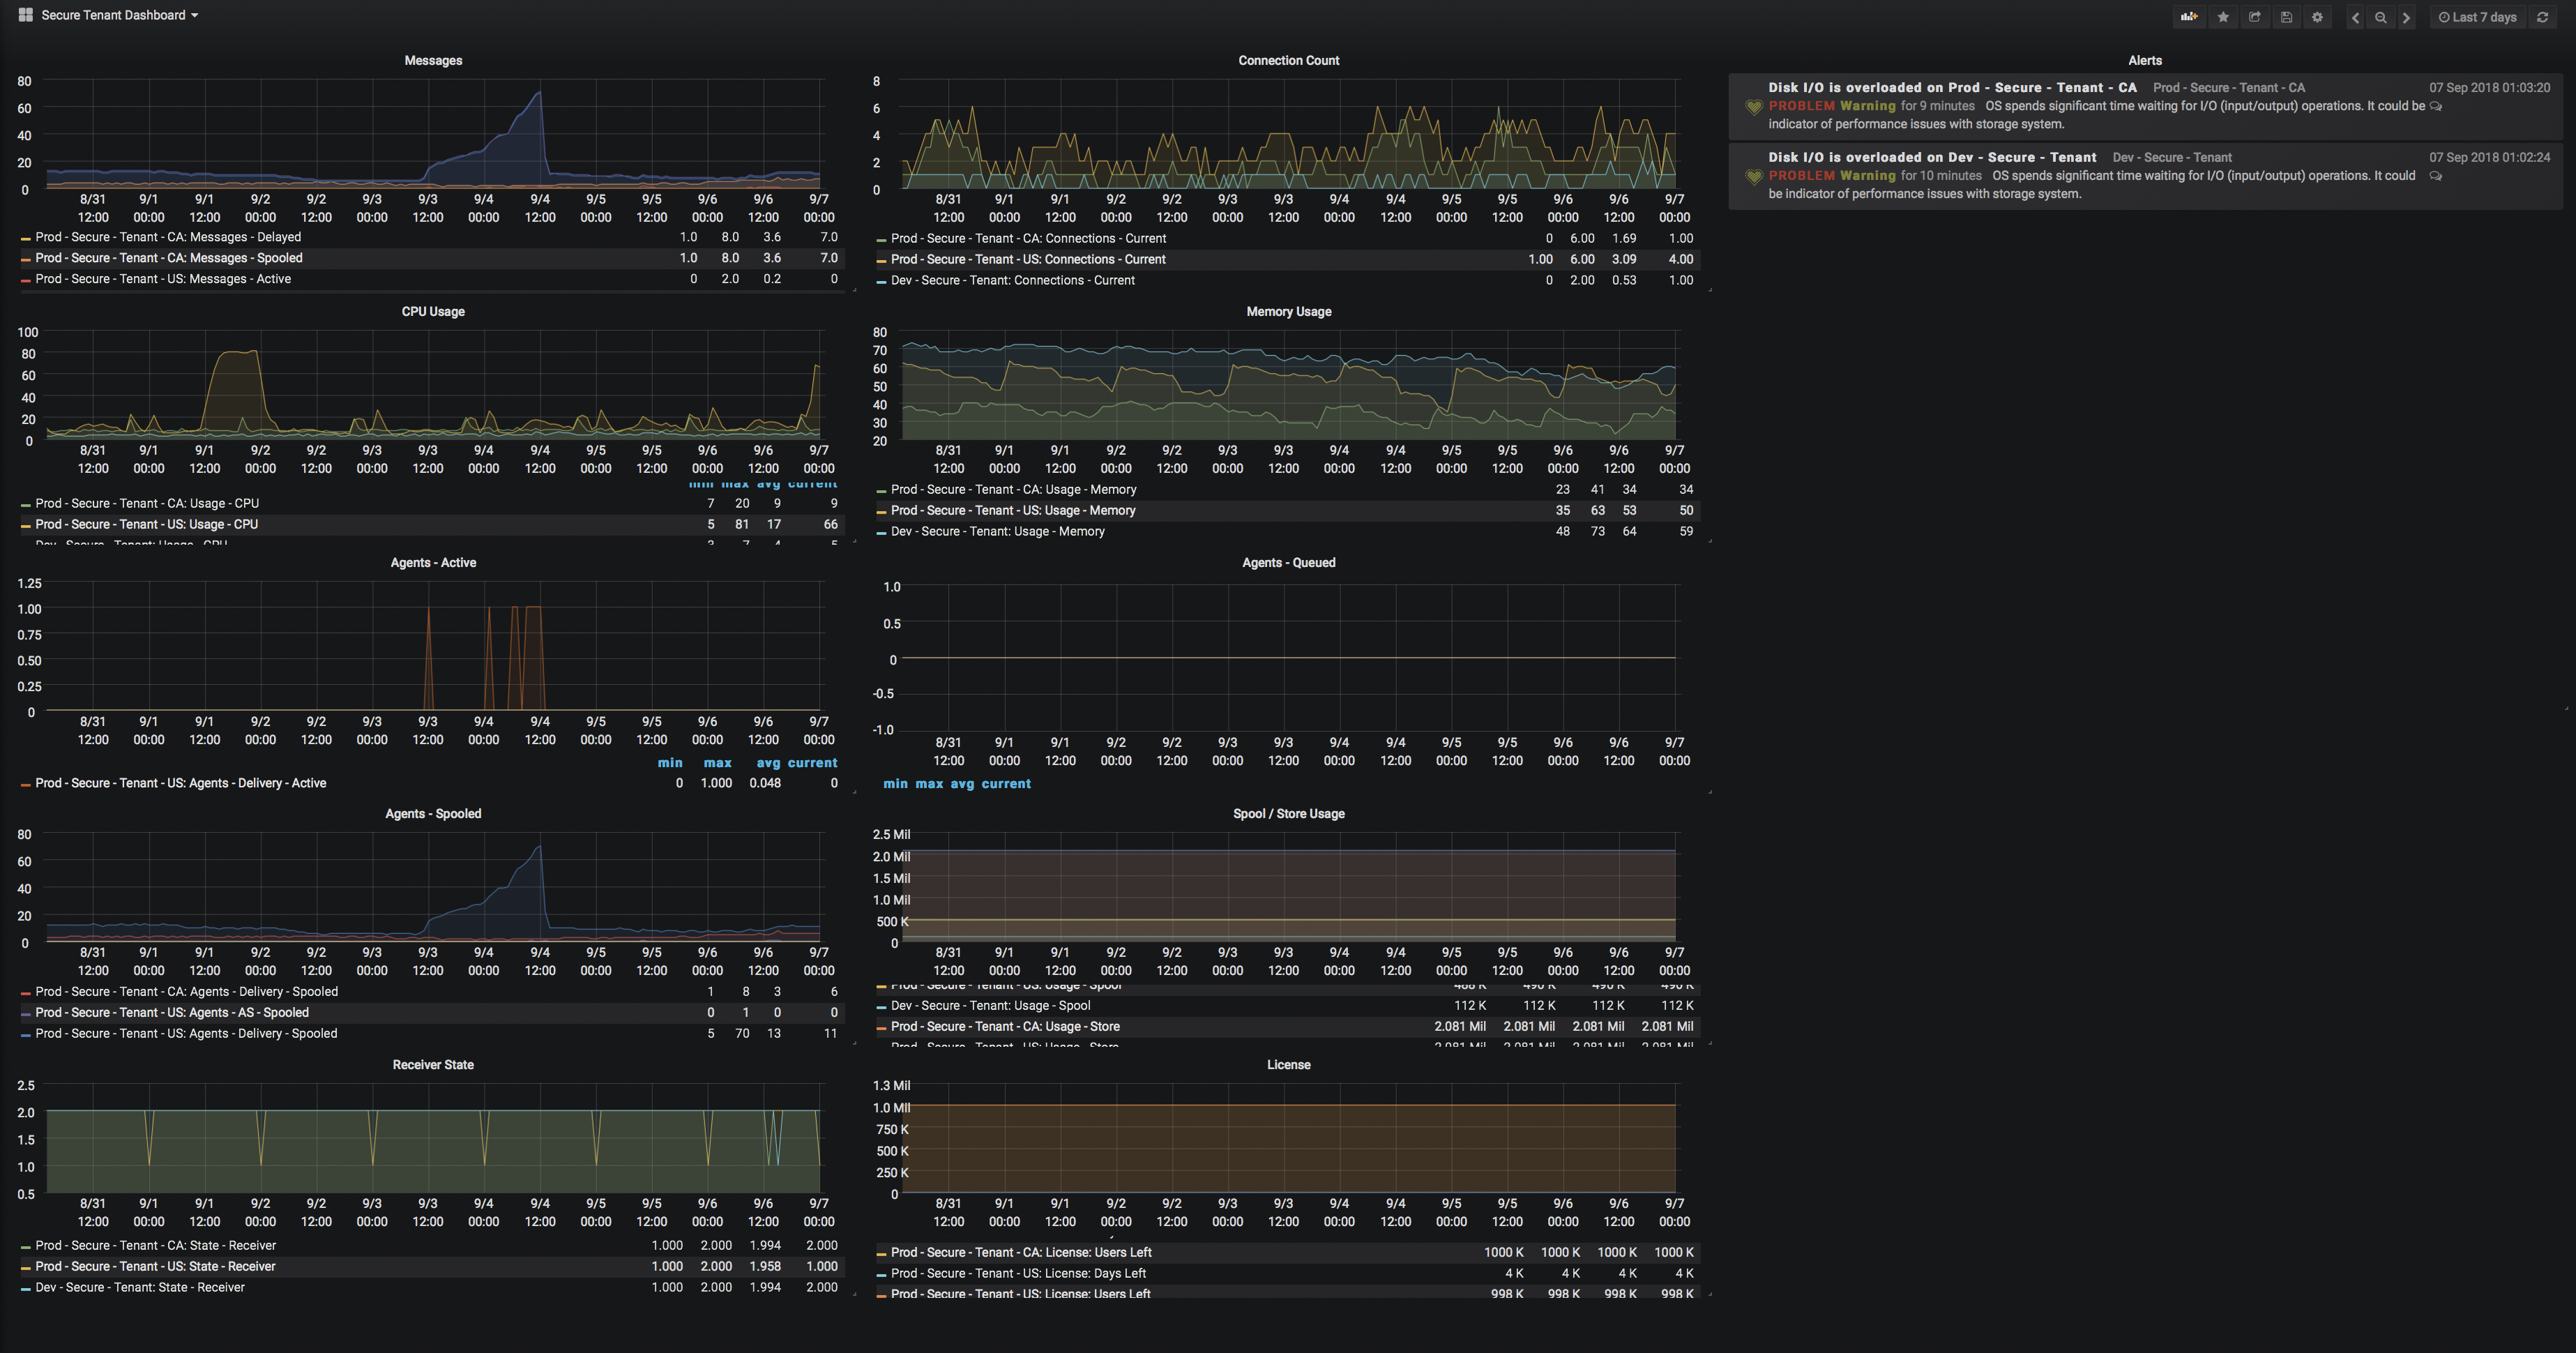 Secure Tenant Dashboard
Last 7 days
Messages
80
60
40
20
0
8/31 9/1 9/1 9/2 9/2 9/3 9/3 9/4 9/4 9/5 9/5 9/6 9/6 9/7
12:00 00:00 12:00 00:00 12:00 00:00 12:00 00:00 12:00 00:00 12:00 00:00 12:00 00:00
Prod - Secure - Tenant - CA: Messages - Delayed 1.0 8.0 3.6 7.0
Prod - Secure - Tenant - CA: Messages - Spooled 1.0 8.0 3.6 7.0
Prod - Secure - Tenant - US: Messages - Active 0 2.0 0.2 0
Connection Count
8
6
4
2
0
8/31 9/1 9/1 9/2 9/2 9/3 9/3 9/4 9/4 9/5 9/5 9/6 9/6 9/7
12:00 00:00 12:00 00:00 12:00 00:00 12:00 00:00 12:00 00:00 12:00 00:00 12:00 00:00
Prod - Secure - Tenant - CA: Connections - Current 0 6.00 1.69 1.00
Prod - Secure - Tenant - US: Connections - Current 1.00 6.00 3.09 4.00
Dev - Secure - Tenant: Connections - Current 0 2.00 0.53 1.00
Alerts
Disk I/O is overloaded on Prod - Secure - Tenant - CA Prod - Secure - Tenant - CA 07 Sep 2018 01:03:20
PROBLEM Warning for 9 minutes OS spends significant time waiting for I/O (input/output) operations. It could be
indicator of performance issues with storage system.
Disk I/O is overloaded on Dev - Secure - Tenant Dev - Secure - Tenant 07 Sep 2018 01:02:24
PROBLEM Warning for 10 minutes OS spends significant time waiting for I/O (input/output) operations. It could
be indicator of performance issues with storage system.
CPU Usage
100
80
60
40
20
0
8/31 9/1 9/1 9/2 9/2 9/3 9/3 9/4 9/4 9/5 9/5 9/6 9/6 9/7
12:00 00:00 12:00 00:00 12:00 00:00 12:00 00:00 12:00 00:00 12:00 00:00 12:00 00:00
min max avg current
Prod - Secure - Tenant - CA: Usage - CPU 7 20 9 9
Prod - Secure - Tenant - US: Usage - CPU 5 81 17 66
Dev - Secure - Tenant: Usage - CPU 3 7 4 5
Memory Usage
80
70
60
50
40
30
20
8/31 9/1 9/1 9/2 9/2 9/3 9/3 9/4 9/4 9/5 9/5 9/6 9/6 9/7
12:00 00:00 12:00 00:00 12:00 00:00 12:00 00:00 12:00 00:00 12:00 00:00 12:00 00:00
Prod - Secure - Tenant - CA: Usage - Memory 23 41 34 34
Prod - Secure - Tenant - US: Usage - Memory 35 63 53 50
Dev - Secure - Tenant: Usage - Memory 48 73 64 59
Agents - Active
1.25
1.00
0.75
0.50
0.25
0
8/31 9/1 9/1 9/2 9/2 9/3 9/3 9/4 9/4 9/5 9/5 9/6 9/6 9/7
12:00 00:00 12:00 00:00 12:00 00:00 12:00 00:00 12:00 00:00 12:00 00:00 12:00 00:00
min max avg current
Prod - Secure - Tenant - US: Agents - Delivery - Active 0 1.000 0.048 0
Agents - Queued
1.0
0.5
0
-0.5
-1.0
8/31 9/1 9/1 9/2 9/2 9/3 9/3 9/4 9/4 9/5 9/5 9/6 9/6 9/7
12:00 00:00 12:00 00:00 12:00 00:00 12:00 00:00 12:00 00:00 12:00 00:00 12:00 00:00
min max avg current
Agents - Spooled
80
60
40
20
0
8/31 9/1 9/1 9/2 9/2 9/3 9/3 9/4 9/4 9/5 9/5 9/6 9/6 9/7
12:00 00:00 12:00 00:00 12:00 00:00 12:00 00:00 12:00 00:00 12:00 00:00 12:00 00:00
Prod - Secure - Tenant - CA: Agents - Delivery - Spooled 1 8 3 6
Prod - Secure - Tenant - US: Agents - AS - Spooled 0 1 0 0
Prod - Secure - Tenant - US: Agents - Delivery - Spooled 5 70 13 11
Spool / Store Usage
2.5 Mil
2.0 Mil
1.5 Mil
1.0 Mil
500 K
0
8/31 9/1 9/1 9/2 9/2 9/3 9/3 9/4 9/4 9/5 9/5 9/6 9/6 9/7
12:00 00:00 12:00 00:00 12:00 00:00 12:00 00:00 12:00 00:00 12:00 00:00 12:00 00:00
Prod - Secure - Tenant - US: Usage - Spool 488 K 490 K 490 K 490 K
Dev - Secure - Tenant: Usage - Spool 112 K 112 K 112 K 112 K
Prod - Secure - Tenant - CA: Usage - Store 2.081 Mil 2.081 Mil 2.081 Mil 2.081 Mil
Prod - Secure - Tenant - US: Usage - Store 2.081 Mil 2.081 Mil 2.081 Mil 2.081 Mil
Receiver State
2.5
2.0
1.5
1.0
0.5
8/31 9/1 9/1 9/2 9/2 9/3 9/3 9/4 9/4 9/5 9/5 9/6 9/6 9/7
12:00 00:00 12:00 00:00 12:00 00:00 12:00 00:00 12:00 00:00 12:00 00:00 12:00 00:00
Prod - Secure - Tenant - CA: State - Receiver 1.000 2.000 1.994 2.000
Prod - Secure - Tenant - US: State - Receiver 1.000 2.000 1.958 1.000
Dev - Secure - Tenant: State - Receiver 1.000 2.000 1.994 2.000
License
1.3 Mil
1.0 Mil
750 K
500 K
250 K
0
8/31 9/1 9/1 9/2 9/2 9/3 9/3 9/4 9/4 9/5 9/5 9/6 9/6 9/7
12:00 00:00 12:00 00:00 12:00 00:00 12:00 00:00 12:00 00:00 12:00 00:00 12:00 00:00
Prod - Secure - Tenant - CA: License: Users Left 1000 K 1000 K 1000 K 1000 K
Prod - Secure - Tenant - US: License: Days Left 4 K 4 K 4 K 4 K
Prod - Secure - Tenant - US: License: Users Left 998 K 998 K 998 K 998 K